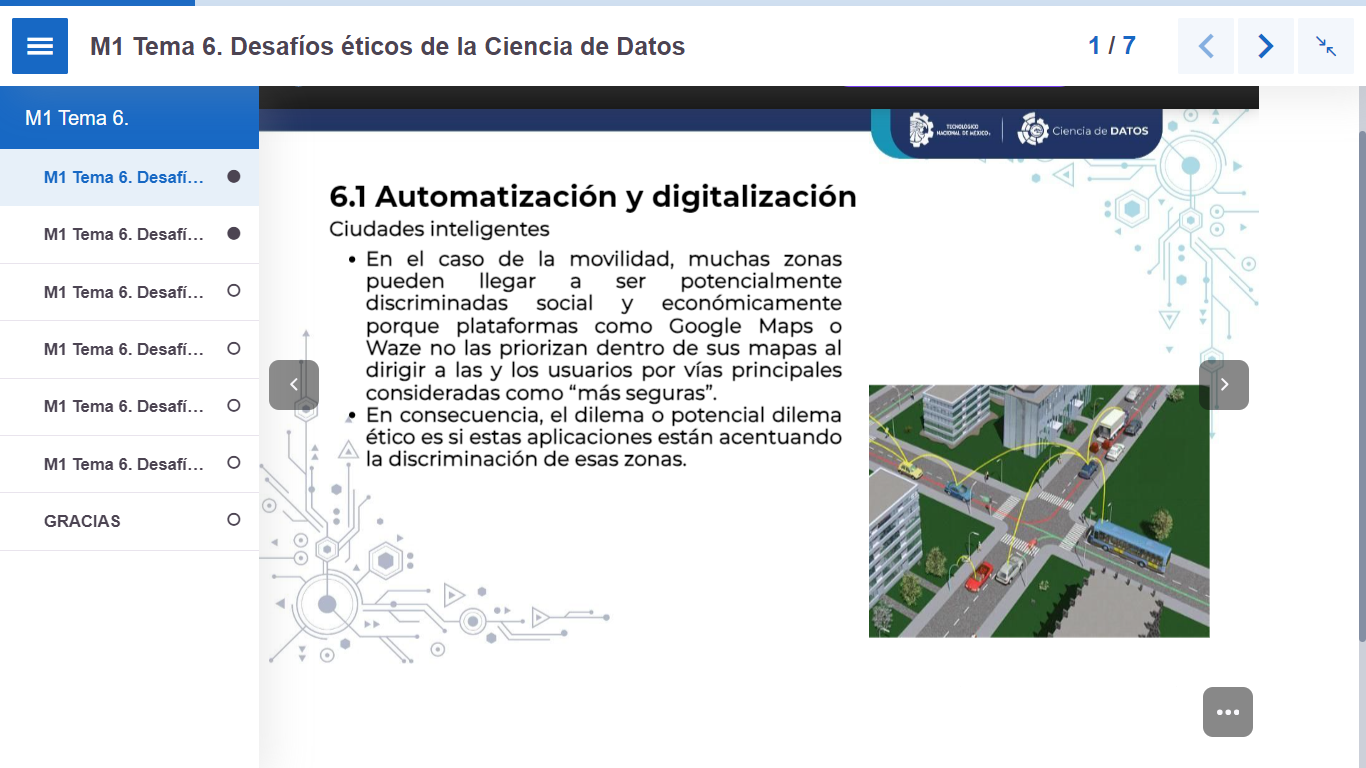 M1 Tema 6. Desafíos éticos de la Ciencia de Datos
1 / 7
M1 Tema 6.
M1 Tema 6. Desafí...
M1 Tema 6. Desafí...
M1 Tema 6. Desafí...
M1 Tema 6. Desafí...
M1 Tema 6. Desafí...
M1 Tema 6. Desafí...
GRACIAS
TECNOLÓGICO
NACIONAL DE MÉXICO®
Ciencia de DATOS
6.1 Automatización y digitalización
Ciudades inteligentes
• En el caso de la movilidad, muchas zonas
pueden llegar a ser potencialmente
discriminadas social y económicamente
porque plataformas como Google Maps o
Waze no las priorizan dentro de sus mapas al
dirigir a las y los usuarios por vías principales
consideradas como “más seguras”.
• En consecuencia, el dilema o potencial dilema
ético es si estas aplicaciones están acentuando
la discriminación de esas zonas.